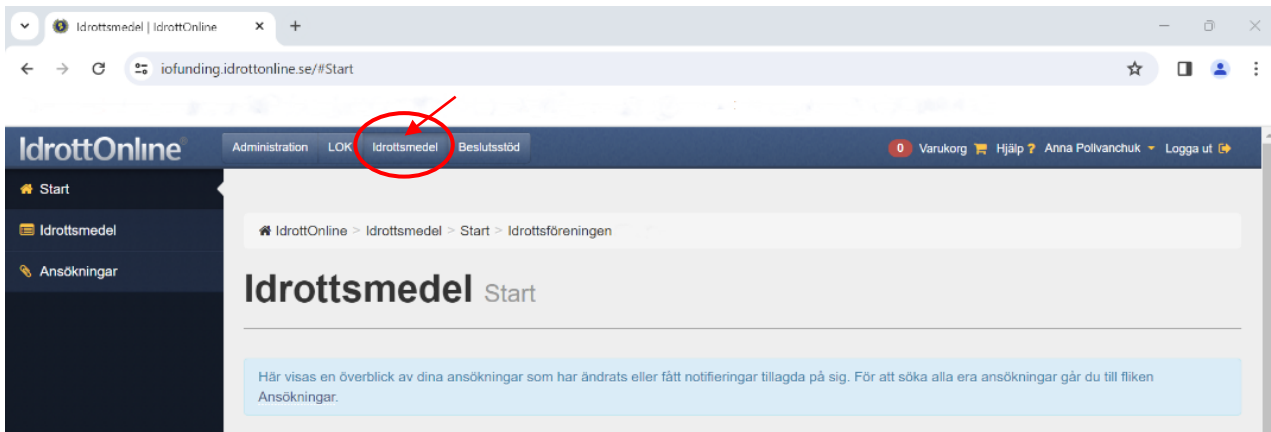 Idrottsmedel | IdrottOnline
iofunding.idrottonline.se/#Start
IdrottOnline
Administration LOK Idrottsmedel Beslutsstöd
0 Varukorg Hjälp ? Anna Polivanchuk Logga ut
Start
Idrottsmedel
Ansökningar
IdrottOnline > Idrottsmedel > Start > Idrottsföreningen
Idrottsmedel Start
Här visas en överblick av dina ansökningar som har ändrats eller fått notifieringar tillagda på sig. För att söka alla era ansökningar går du till fliken
Ansökningar.